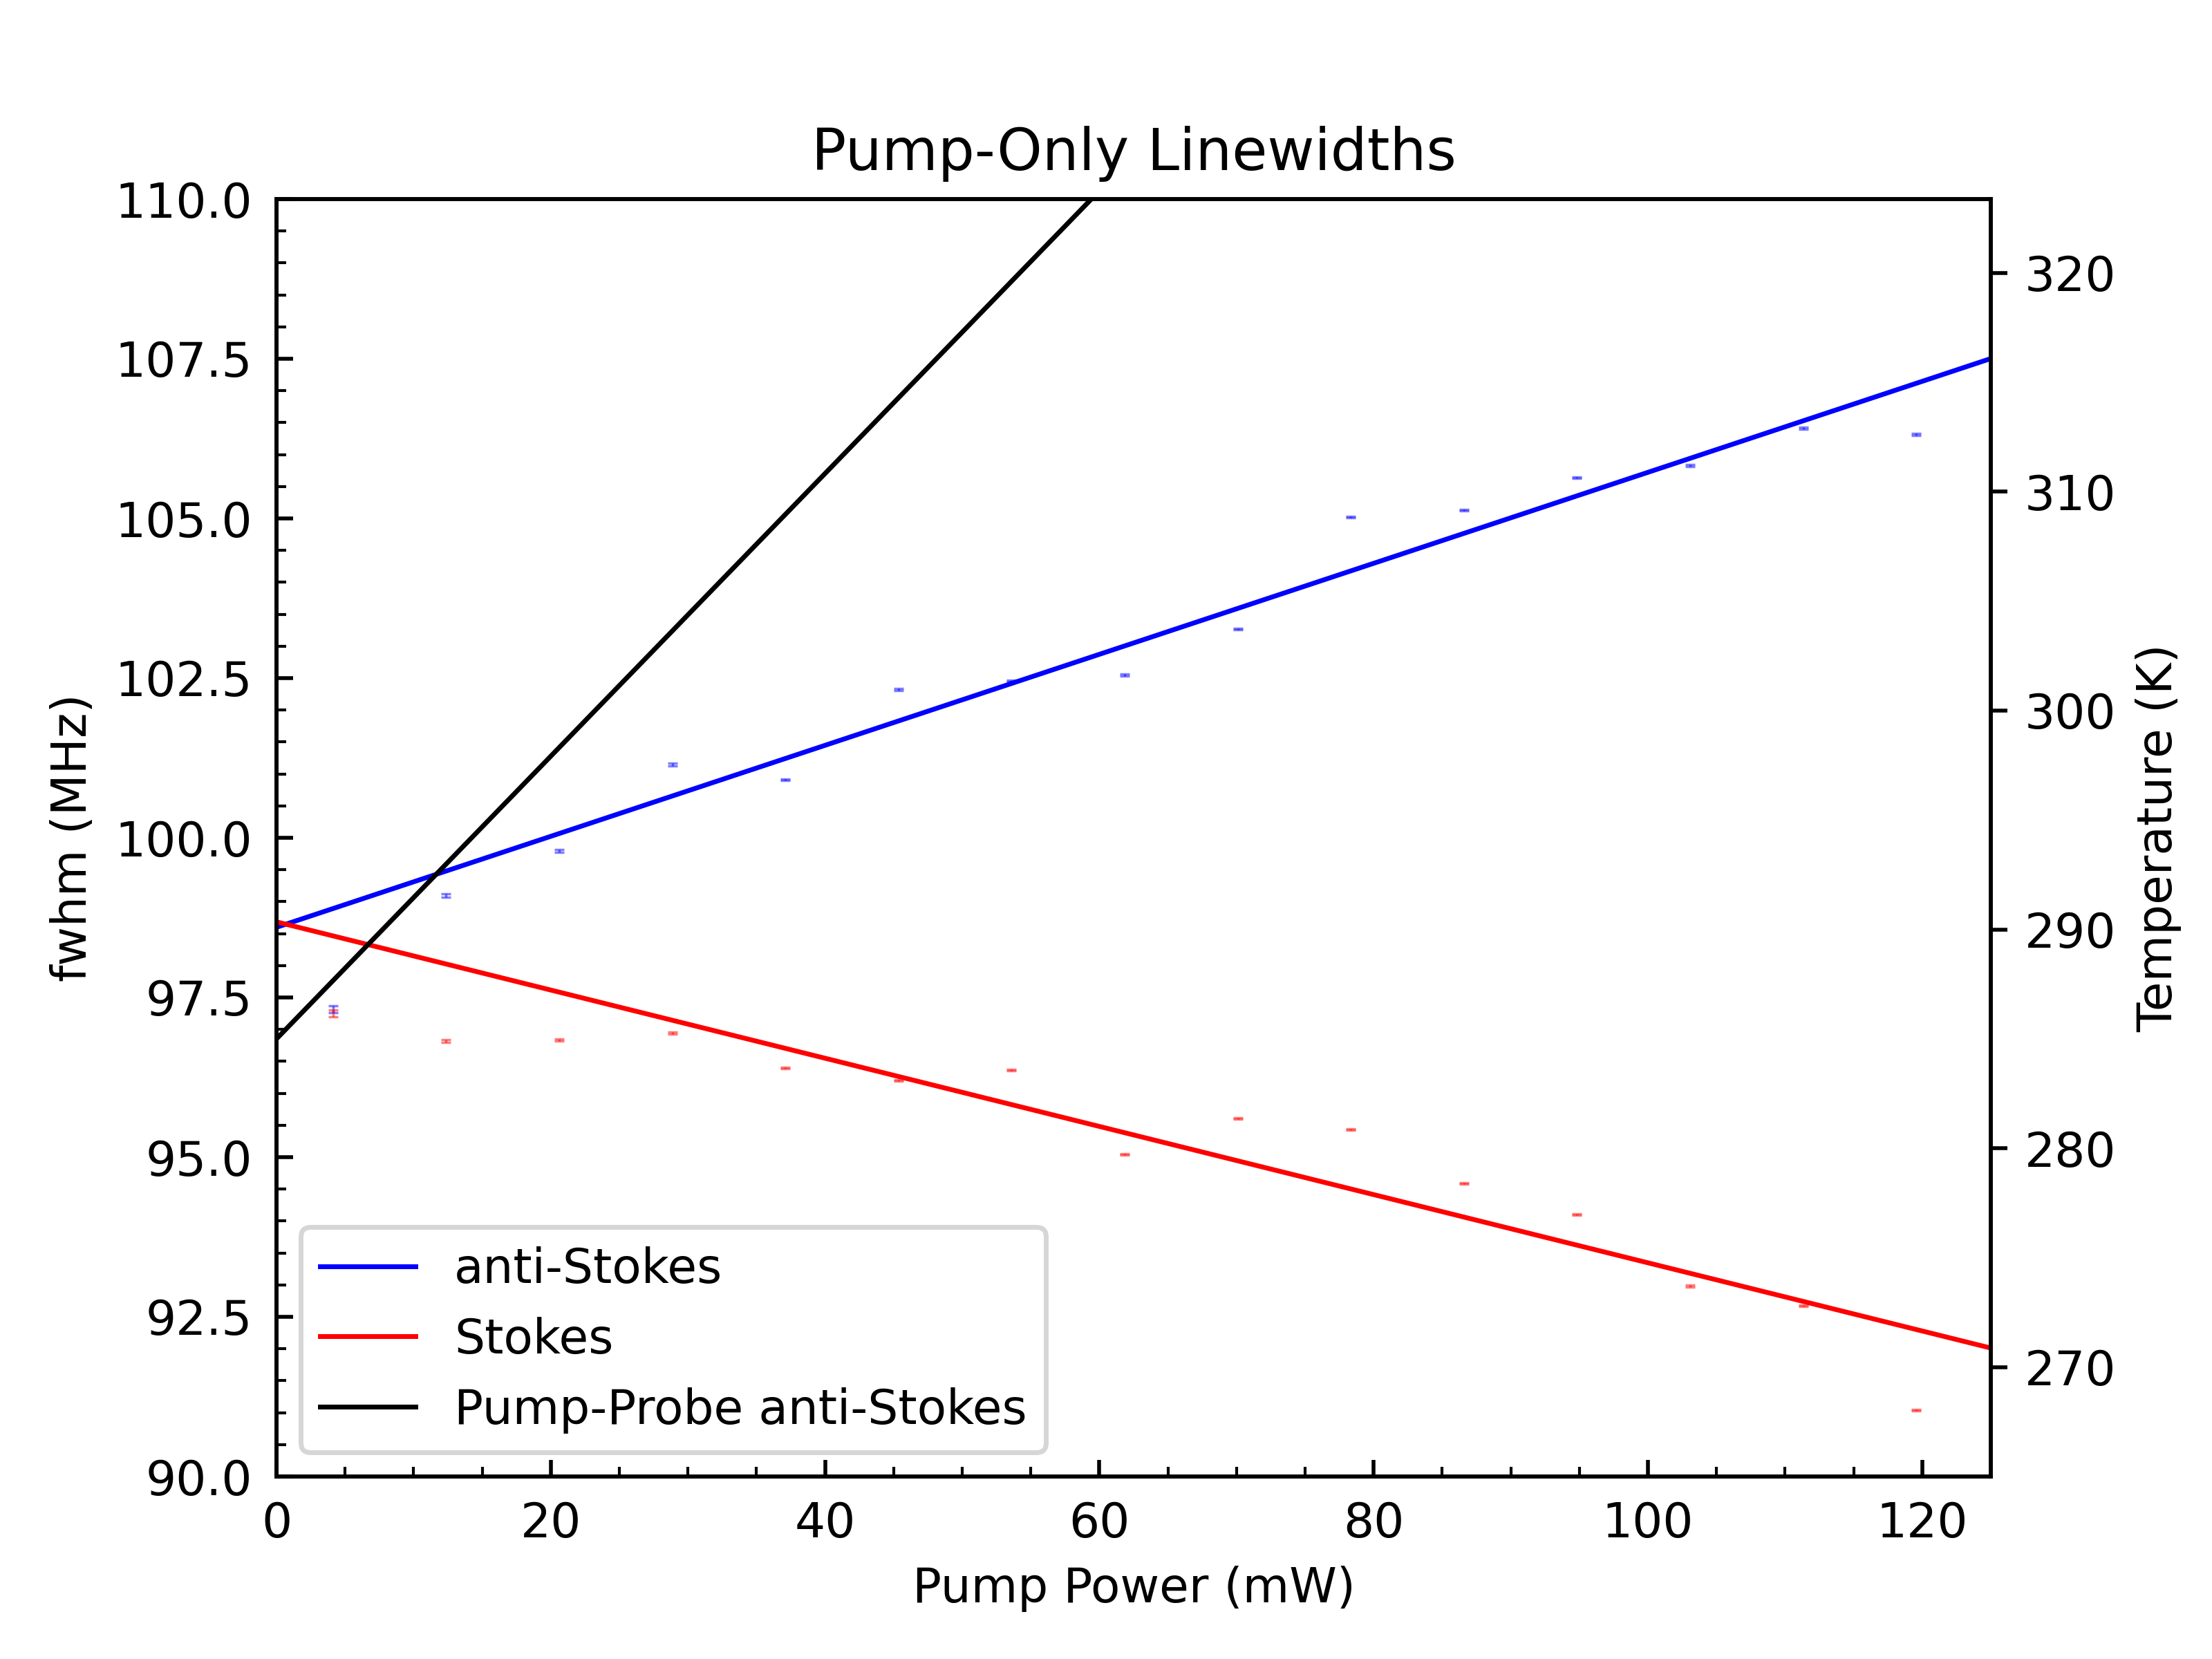 Pump-Only Linewidths
110.0
107.5
105.0
102.5
100.0
97.5
95.0
92.5
90.0
fwhm (MHz)
320
310
300
290
280
270
Temperature (K)
anti-Stokes
Stokes
Pump-Probe anti-Stokes
0 20 40 60 80 100 120
Pump Power (mW)